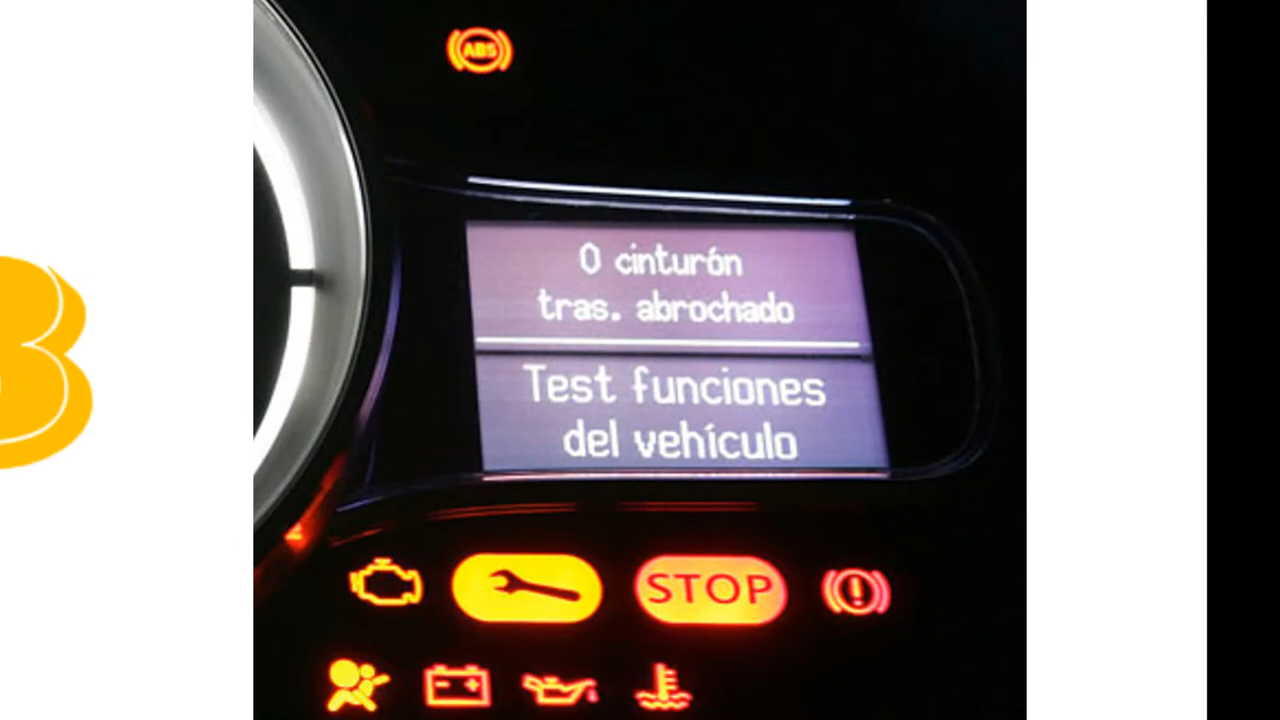 ABS
0 cinturón
tras. abrochado
Test funciones
del vehículo
STOP